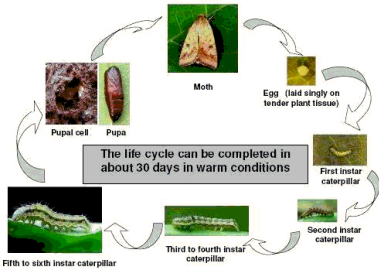 Moth
Egg (laid singly on
tender plant tissue)
First instar
caterpillar
Second instar
caterpillar
Third to fourth instar
caterpillar
Fifth to sixth instar caterpillar
Pupal cell Pupa
The life cycle can be completed in
about 30 days in warm conditions